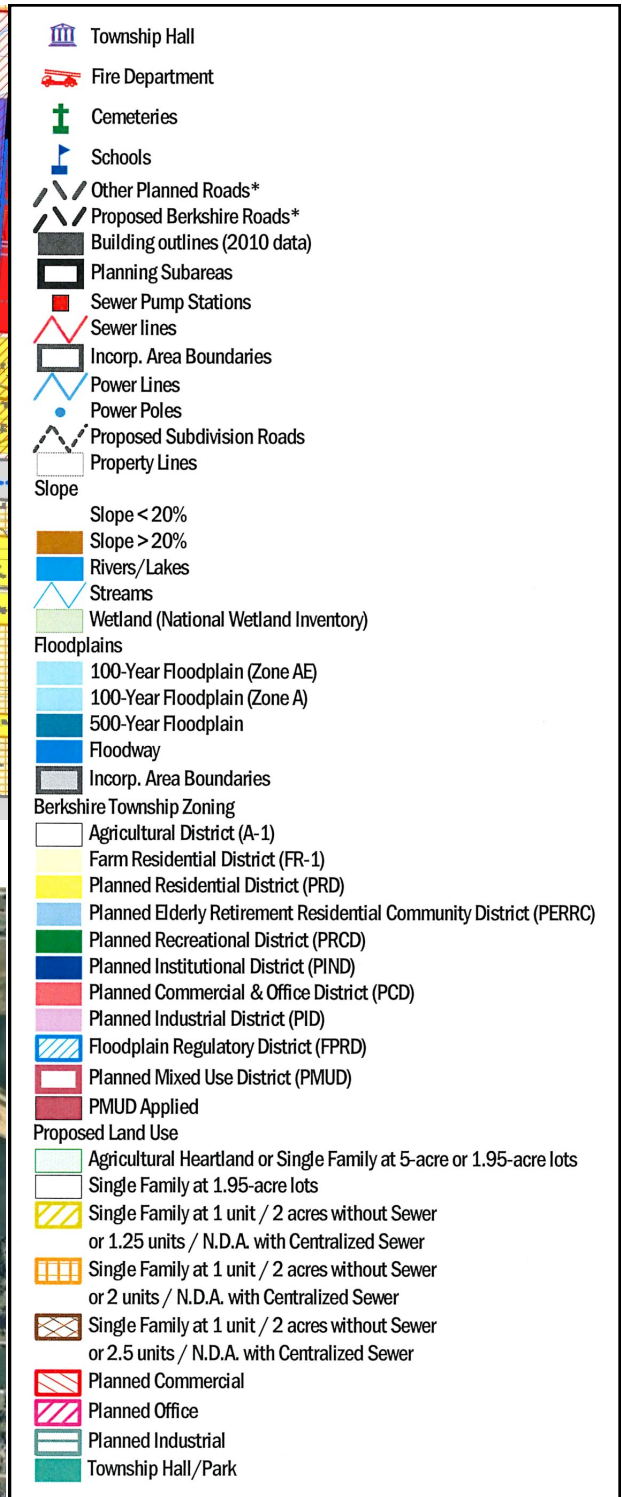 Township Hall
Fire Department
Cemeteries
Schools
Other Planned Roads*
Proposed Berkshire Roads*
Building outlines (2010 data)
Planning Subareas
Sewer Pump Stations
Sewer lines
Incorp. Area Boundaries
Power Lines
Power Poles
Proposed Subdivision Roads
Property Lines
Slope
Slope < 20%
Slope > 20%
Rivers/Lakes
Streams
Wetland (National Wetland Inventory)
Floodplains
100-Year Floodplain (Zone AE)
100-Year Floodplain (Zone A)
500-Year Floodplain
Floodway
Incorp. Area Boundaries
Berkshire Township Zoning
Agricultural District (A-1)
Farm Residential District (FR-1)
Planned Residential District (PRD)
Planned Elderly Retirement Residential Community District (PERRC)
Planned Recreational District (PRCD)
Planned Institutional District (PIND)
Planned Commercial & Office District (PCD)
Planned Industrial District (PID)
Floodplain Regulatory District (FPRD)
Planned Mixed Use District (PMUD)
PMUD Applied
Proposed Land Use
Agricultural Heartland or Single Family at 5-acre or 1.95-acre lots
Single Family at 1.95-acre lots
Single Family at 1 unit / 2 acres without Sewer
or 1.25 units / N.D.A. with Centralized Sewer
Single Family at 1 unit / 2 acres without Sewer
or 2 units / N.D.A. with Centralized Sewer
Single Family at 1 unit / 2 acres without Sewer
or 2.5 units / N.D.A. with Centralized Sewer
Planned Commercial
Planned Office
Planned Industrial
Township Hall/Park